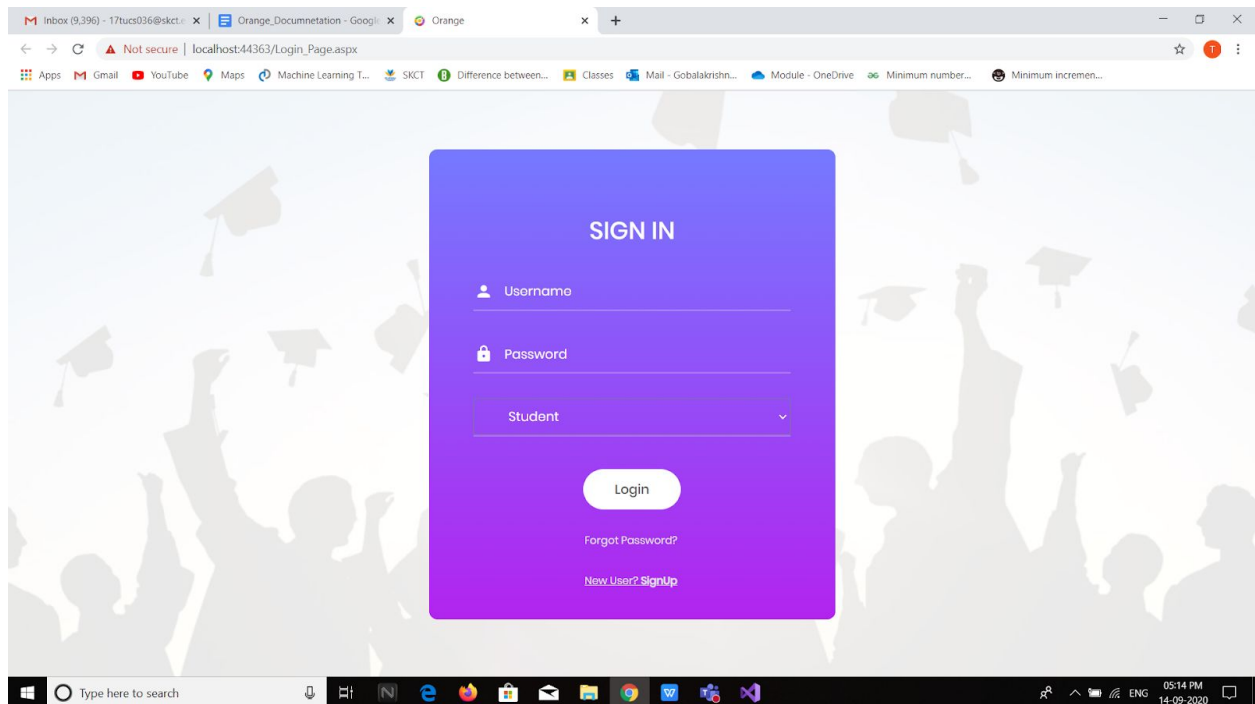 Inbox (9,396) - 17tucs036@skct.e
Orange_Documnetation - Google
Orange
Not secure | localhost:44363/Login_Page.aspx
Apps Gmail YouTube Maps Machine Learning T... SKCT Difference between... Classes Mail - Gobalakrishn... Module - OneDrive Minimum number... Minimum incremen...
T
SIGN IN
Username
Password
Student
Login
Forgot Password?
New User? SignUp
Type here to search
ENG
05:14 PM
14-09-2020